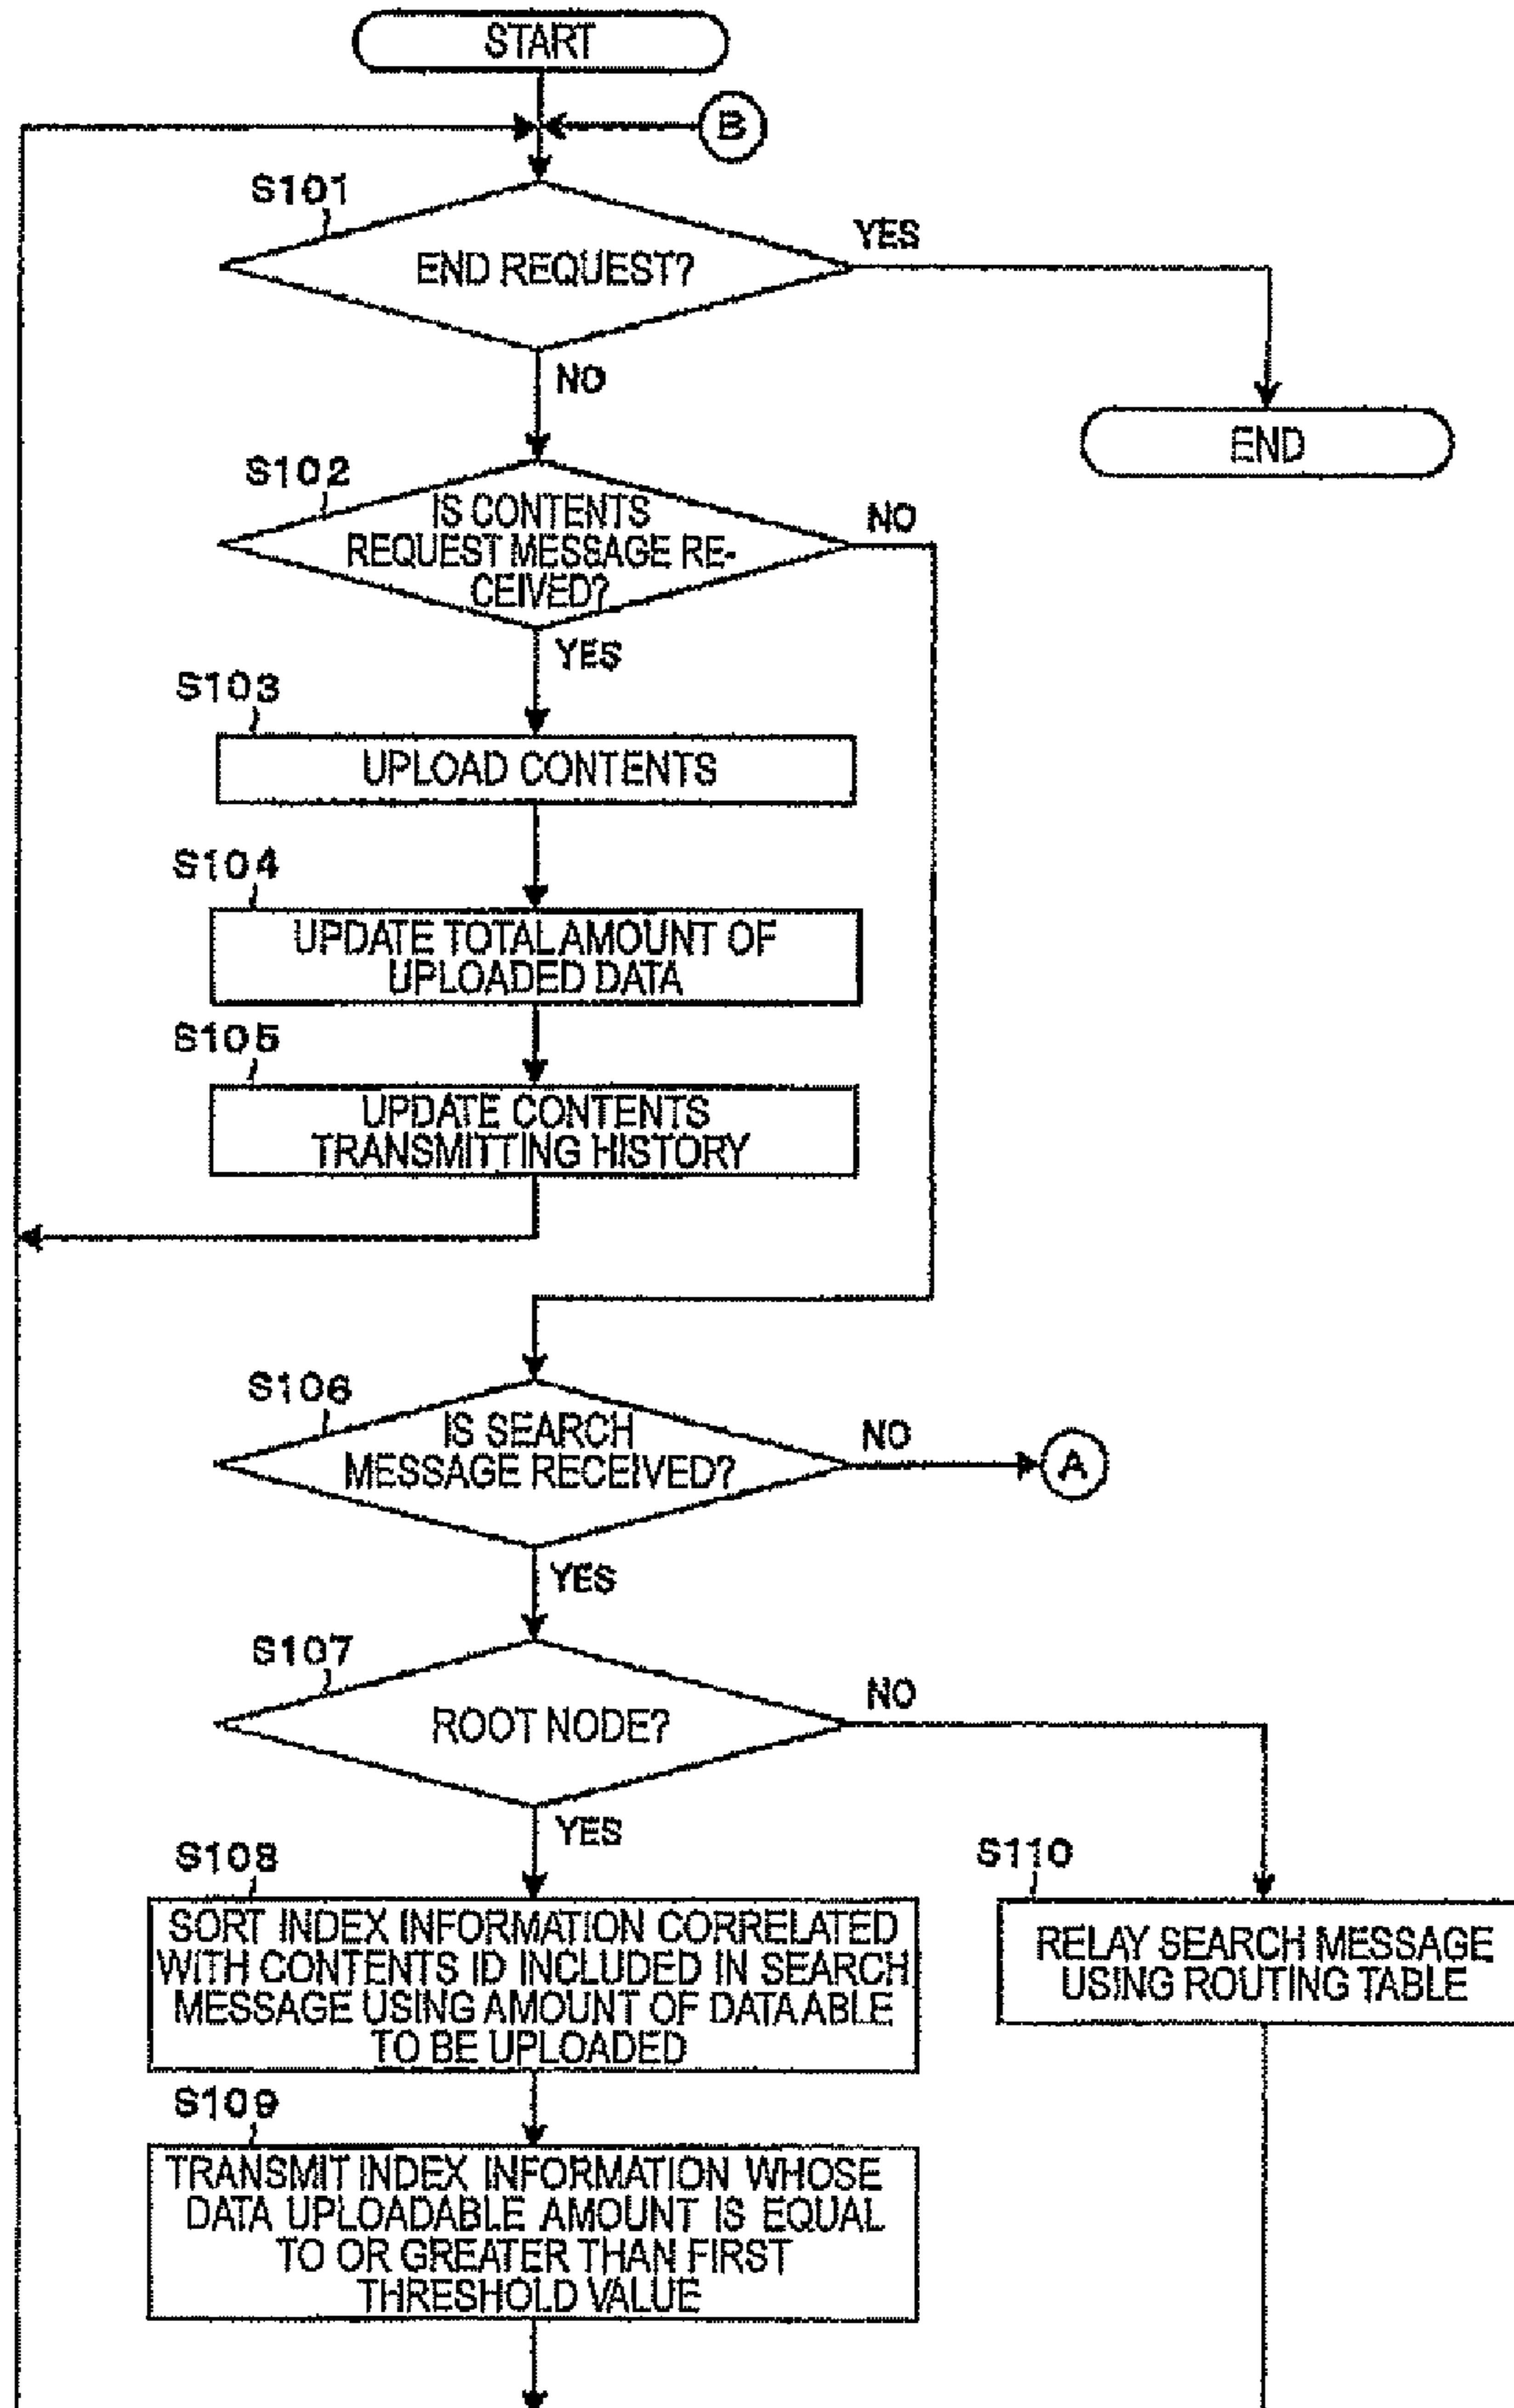 START
B
S101
END REQUEST?
YES
NO
END
S102
IS CONTENTS
REQUEST MESSAGE RE-
CEIVED?
NO
YES
S103
UPLOAD CONTENTS
S104
UPDATE TOTAL AMOUNT OF
UPLOADED DATA
S105
UPDATE CONTENTS
TRANSMITTING HISTORY
S106
IS SEARCH
MESSAGE RECEIVED?
NO
A
YES
S107
ROOT NODE?
NO
YES
S108
SORT INDEX INFORMATION CORRELATED
WITH CONTENTS ID INCLUDED IN SEARCH
MESSAGE USING AMOUNT OF DATA ABLE
TO BE UPLOADED
S110
RELAY SEARCH MESSAGE
USING ROUTING TABLE
S109
TRANSMIT INDEX INFORMATION WHOSE
DATA UPLOADABLE AMOUNT IS EQUAL
TO OR GREATER THAN FIRST
THRESHOLD VALUE